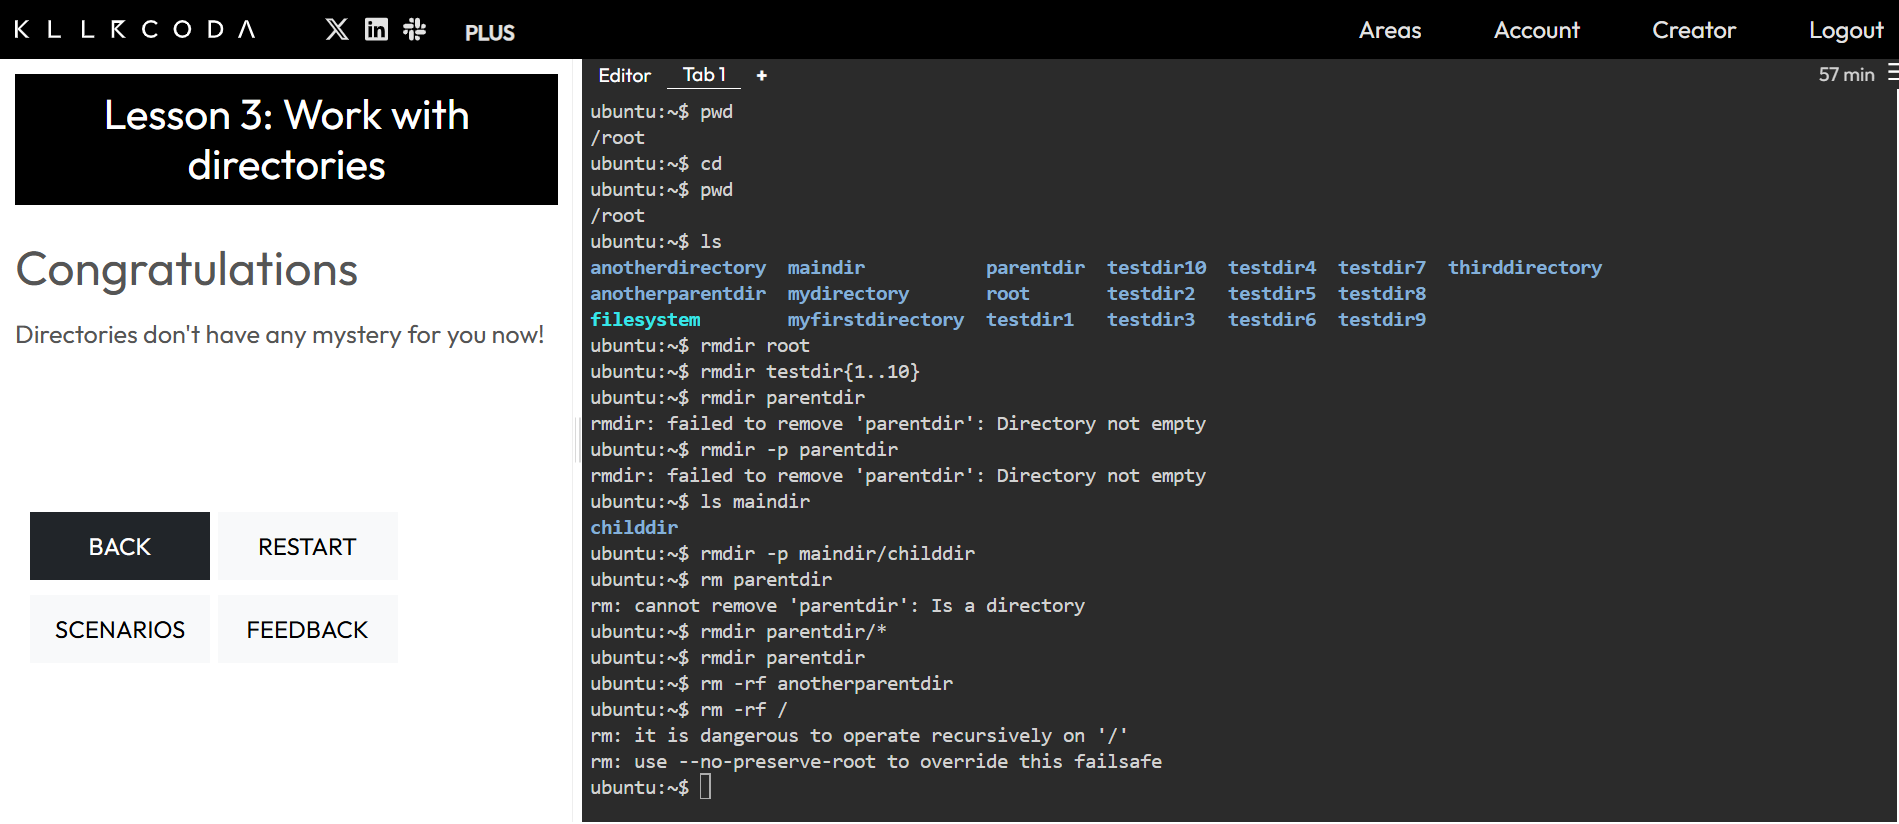 KLLRCODA PLUS Areas Account Creator Logout
Lesson 3: Work with
directories
Congratulations
Directories don't have any mystery for you now!
BACK RESTART
SCENARIOS FEEDBACK
Editor Tab 1 + 57 min
ubuntu:~$ pwd
/root
ubuntu:~$ cd
ubuntu:~$ pwd
/root
ubuntu:~$ ls
anotherdirectory maindir parentdir testdir10 testdir4 testdir7 thirddirectory
anotherparentdir mydirectory root testdir2 testdir5 testdir8
filesystem myfirstdirectory testdir1 testdir3 testdir6 testdir9
ubuntu:~$ rmdir root
ubuntu:~$ rmdir testdir{1..10}
ubuntu:~$ rmdir parentdir
rmdir: failed to remove 'parentdir': Directory not empty
ubuntu:~$ rmdir -p parentdir
rmdir: failed to remove 'parentdir': Directory not empty
ubuntu:~$ ls maindir
childdir
ubuntu:~$ rmdir -p maindir/childdir
ubuntu:~$ rm parentdir
rm: cannot remove 'parentdir': Is a directory
ubuntu:~$ rmdir parentdir/*
ubuntu:~$ rmdir parentdir
ubuntu:~$ rm -rf anotherparentdir
ubuntu:~$ rm -rf /
rm: it is dangerous to operate recursively on '/'
rm: use --no-preserve-root to override this failsafe
ubuntu:~$